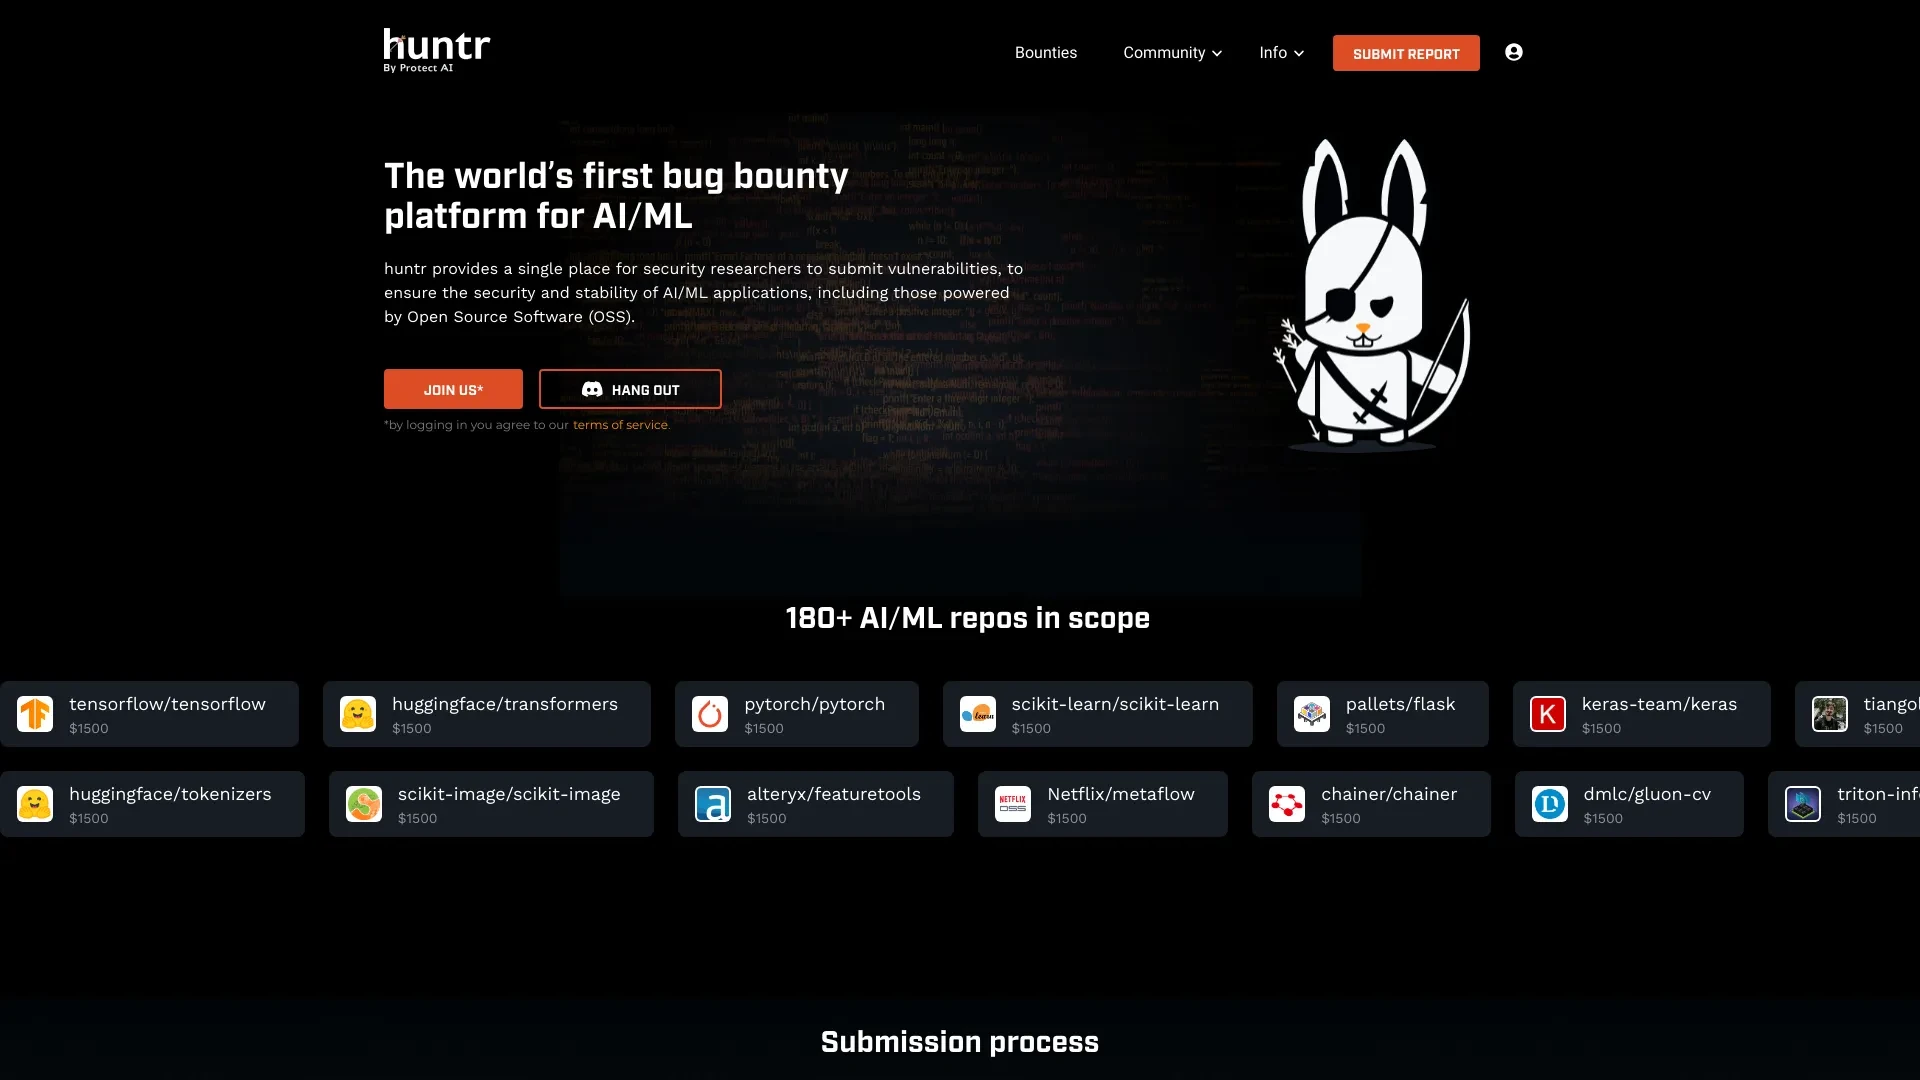 huntr
By Protect AI
Bounties
Community
Info
SUBMIT REPORT
The world's first bug bounty
platform for AI/ML
huntr provides a single place for security researchers to submit vulnerabilities, to
ensure the security and stability of AI/ML applications, including those powered
by Open Source Software (OSS).
JOIN US*
HANG OUT
*by logging in you agree to our terms of service.
180+ AI/ML repos in scope
tensorflow/tensorflow
$1500
huggingface/transformers
$1500
pytorch/pytorch
$1500
learn
scikit-learn/scikit-learn
$1500
pallets/flask
$1500
K
keras-team/keras
$1500
tiangol
$1500
huggingface/tokenizers
$1500
scikit-image/scikit-image
$1500
a
alteryx/featuretools
$1500
NETFLIX
OSS
Netflix/metaflow
$1500
chainer/chainer
$1500
D
dmlc/gluon-cv
$1500
triton-infe
$1500
Submission process